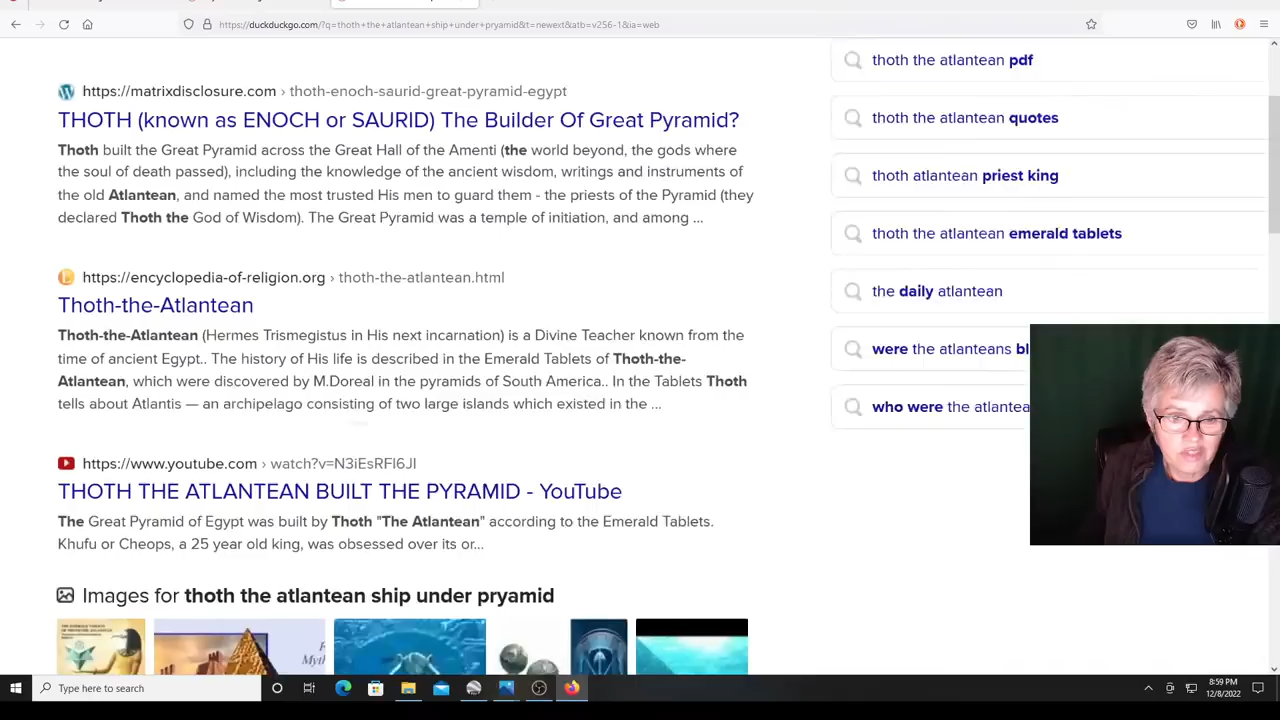 https://duckduckgo.com/?q=thoth+the+atlantean+ship+under+pryamid&t=newext&atb=v256-1&ia=web
https://matrixdisclosure.com › thoth-enoch-saurid-great-pyramid-egypt
THOTH (known as ENOCH or SAURID) The Builder Of Great Pyramid?
Thoth built the Great Pyramid across the Great Hall of the Amenti (the world beyond, the gods where
the soul of death passed), including the knowledge of the ancient wisdom, writings and instruments of
the old Atlantean, and named the most trusted His men to guard them - the priests of the Pyramid (they
declared Thoth the God of Wisdom). The Great Pyramid was a temple of initiation, and among ...
https://encyclopedia-of-religion.org › thoth-the-atlantean.html
Thoth-the-Atlantean
Thoth-the-Atlantean (Hermes Trismegistus in His next incarnation) is a Divine Teacher known from the
time of ancient Egypt.. The history of His life is described in the Emerald Tablets of Thoth-the-
Atlantean, which were discovered by M.Doreal in the pyramids of South America.. In the Tablets Thoth
tells about Atlantis — an archipelago consisting of two large islands which existed in the ...
https://www.youtube.com › watch?v=N3iEsRFl6JI
THOTH THE ATLANTEAN BUILT THE PYRAMID - YouTube
The Great Pyramid of Egypt was built by Thoth "The Atlantean" according to the Emerald Tablets.
Khufu or Cheops, a 25 year old king, was obsessed over its or...
Images for thoth the atlantean ship under pryamid
thoth the atlantean pdf
thoth the atlantean quotes
thoth atlantean priest king
thoth the atlantean emerald tablets
the daily atlantean
were the atlanteans bl
who were the atlantea
Type here to search
8:59 PM
12/8/2022